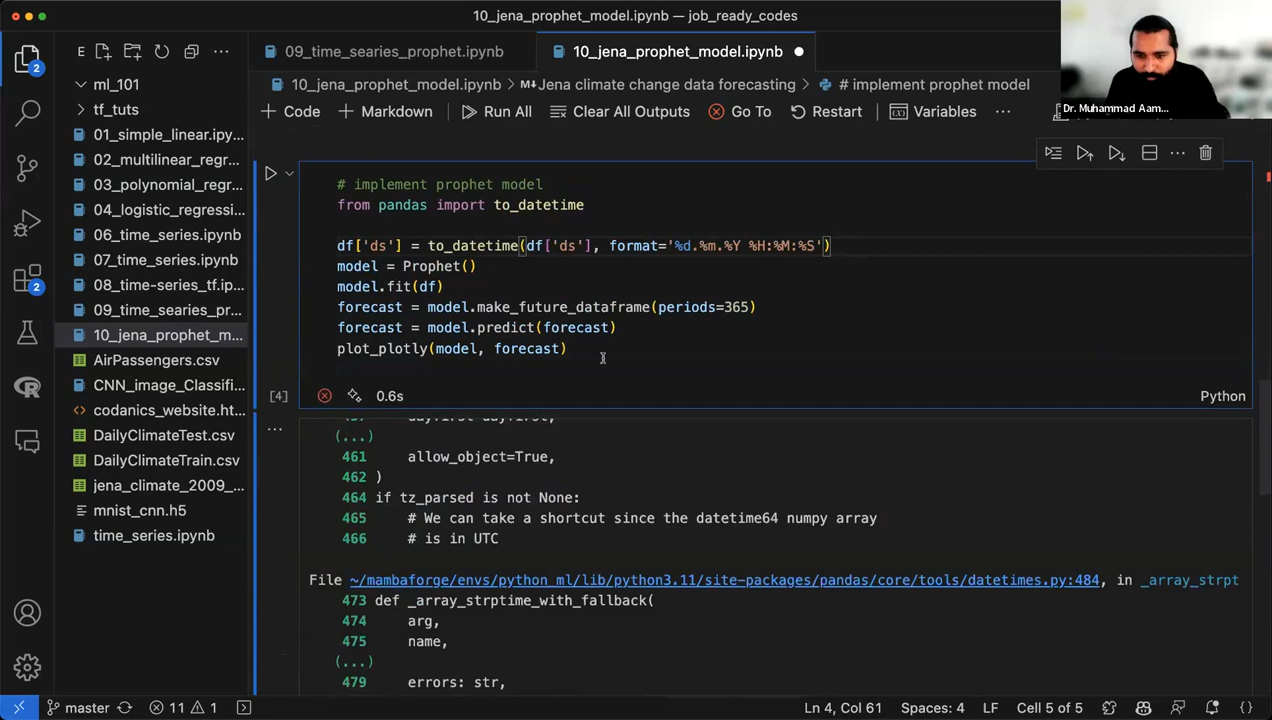 10_jena_prophet_model.ipynb — job_ready_codes
E
09_time_searies_prophet.ipynb
10_jena_prophet_model.ipynb
10_jena_prophet_model.ipynb > Jena climate change data forecasting > # implement prophet model
+ Code + Markdown Run All Clear All Outputs Go To Restart Variables ...
Dr. Muhammad Aam...
2
2
ml_101
tf_tuts
01_simple_linear.ipy...
02_multilinear_regr...
03_polynomial_regr...
04_logistic_regressi...
06_time_series.ipynb
07_time_series.ipynb
08_time-series_tf.ipy...
09_time_searies_pr...
10_jena_prophet_m...
AirPassengers.csv
CNN_image_Classifi...
codanics_website.ht...
DailyClimateTest.csv
DailyClimateTrain.csv
jena_climate_2009_...
mnist_cnn.h5
time_series.ipynb
# implement prophet model
from pandas import to_datetime
df['ds'] = to_datetime(df['ds'], format='%d.%m.%Y %H:%M:%S')
model = Prophet()
model.fit(df)
forecast = model.make_future_dataframe(periods=365)
forecast = model.predict(forecast)
plot_plotly(model, forecast)
[4] 0.6s Python
(...)
461 allow_object=True,
462 )
464 if tz_parsed is not None:
465 # We can take a shortcut since the datetime64 numpy array
466 # is in UTC
File ~/mambaforge/envs/python_ml/lib/python3.11/site-packages/pandas/core/tools/datetimes.py:484, in _array_strpt
473 def _array_strptime_with_fallback(
474 arg,
475 name,
(...)
479 errors: str,
master 11 1 Ln 4, Col 61 Spaces: 4 LF Cell 5 of 5